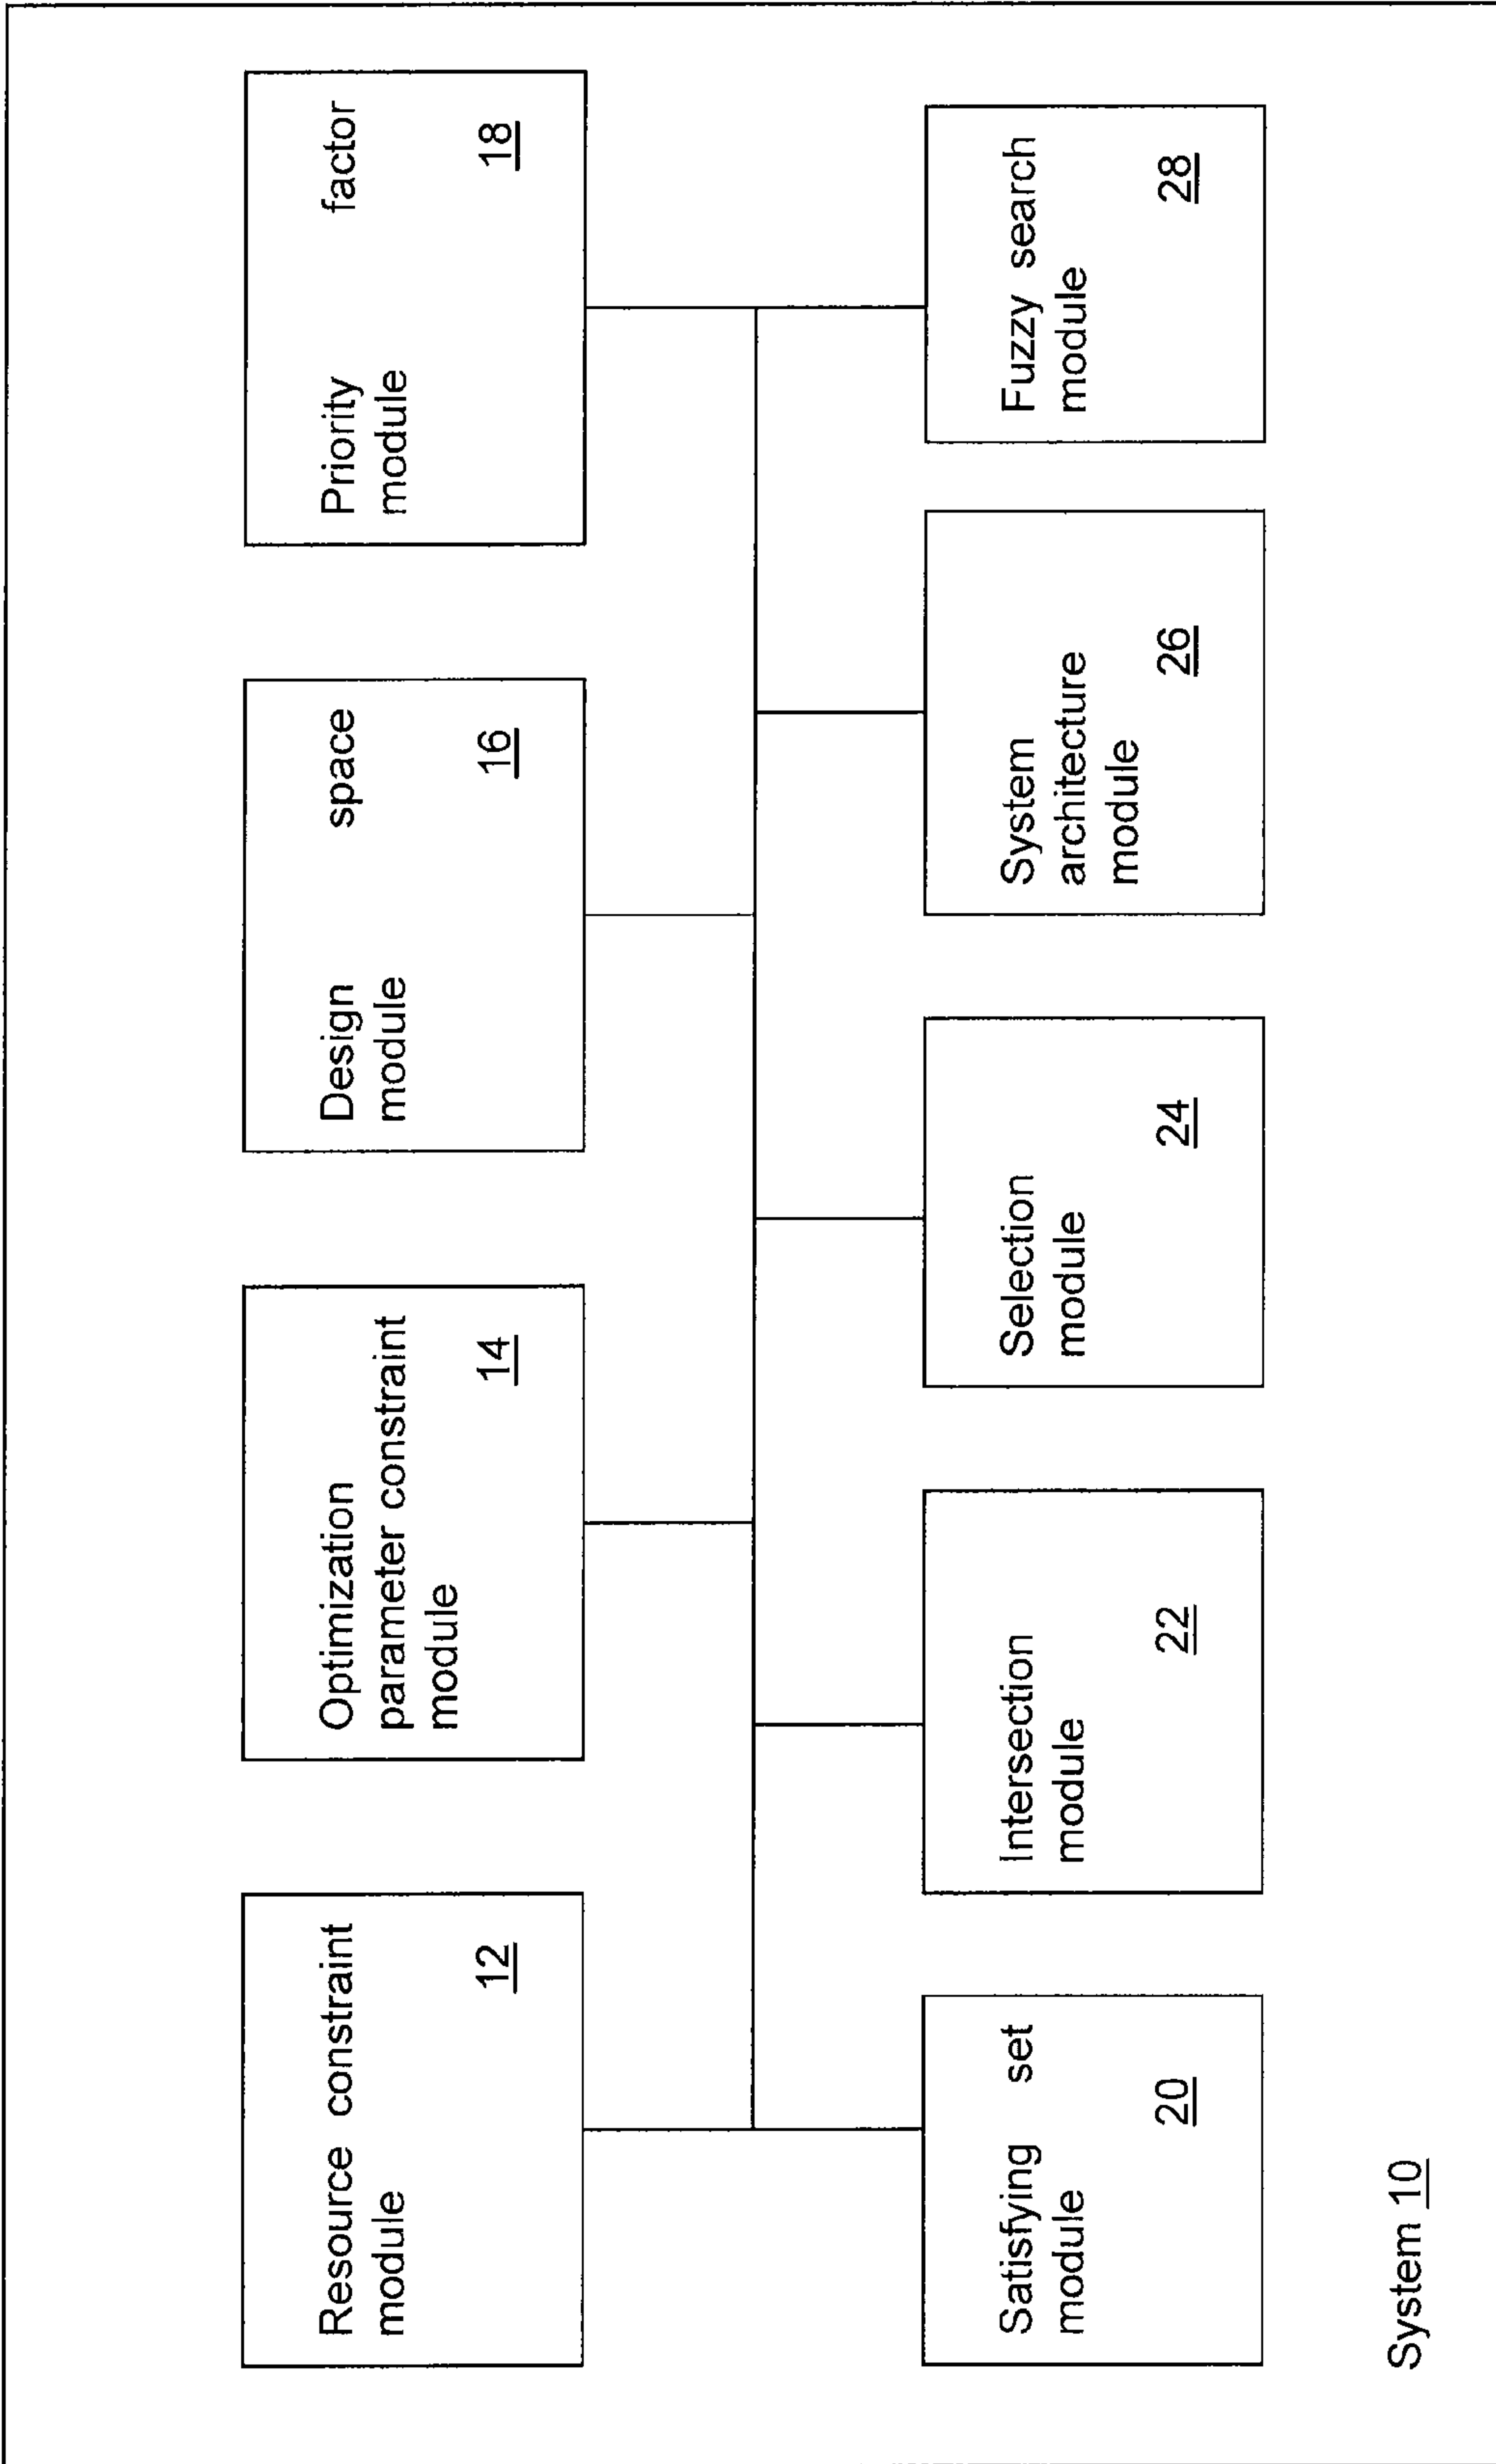 Resource constraint
module
12
Optimization
parameter constraint
module
14
Design space
module
16
Priority factor
module
18
Satisfying set
module
20
Intersection
module
22
Selection
module
24
System
architecture
module
26
Fuzzy search
module
28
System 10